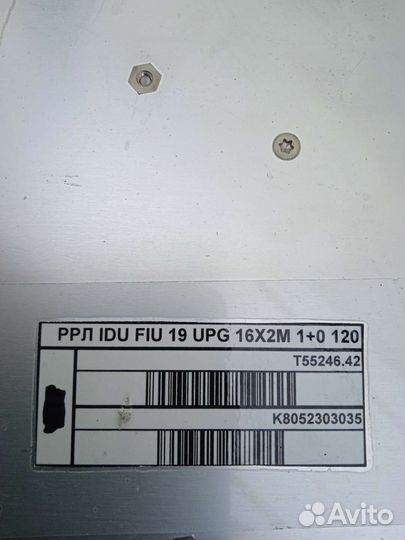 РРЛ IDU FIU 19 UPG 16X2M 1+0 120
T55246.42
K8052303035
Avito